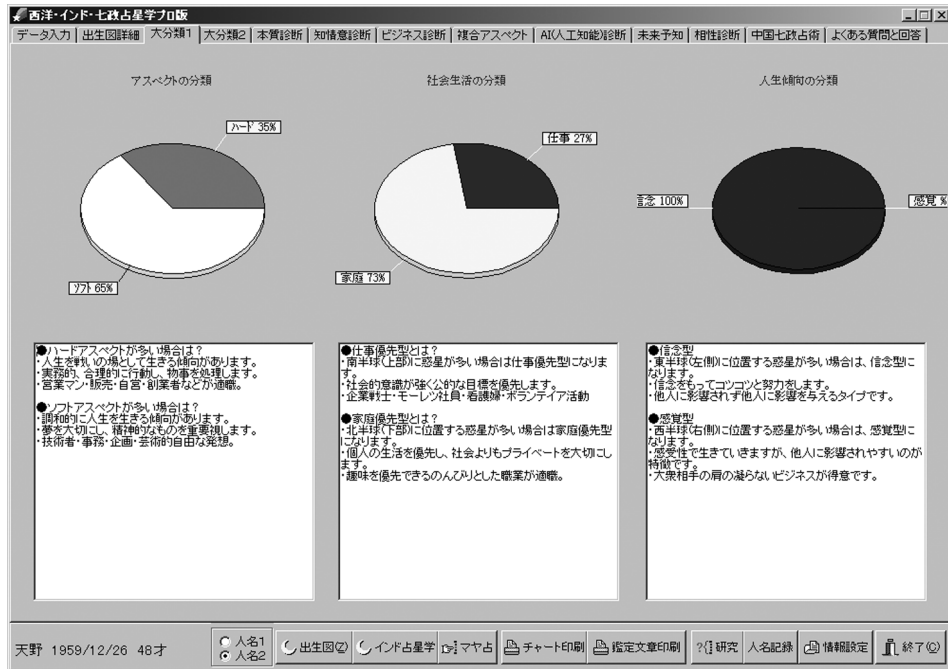 西洋・インド・七政占星学プロ版
データ入力 出生図詳細 大分類1 大分類2 本質診断 知情意診断 ビジネス診断 複合アスペクト AI(人工知能)診断 未来予知 相性診断 中国七政占術 よくある質問と回答
アスペクトの分類
ハード 35%
ソフト 65%
社会生活の分類
仕事 27%
家庭 73%
人生傾向の分類
信念 100%
感覚 %
●ハードアスペクトが多い場合は？
・人生を戦いの場として生きる傾向があります。
・実務的、合理的に行動し、物事を処理します。
・営業マン・販売・自営・創業者などが適職。
●ソフトアスペクトが多い場合は？
・調和的に人生を生きる傾向があります。
・夢を大切にし、精神的なものを重要視します。
・技術者・事務・企画・芸術的自由な発想。
●仕事優先型とは？
・南半球(上部)に惑星が多い場合は仕事優先型になりま
す。
・社会的意識が強く公的な目標を優先します。
・企業戦士・モーレツ社員・看護婦・ボランティア活動
●家庭優先型とは？
・北半球(下部)に位置する惑星が多い場合は家庭優先型
になります。
・個人の生活を優先し、社会よりもプライベートを大切にし
ます。
・趣味を優先できるのんびりとした職業が適職。
●信念型
・東半球(左側)に位置する惑星が多い場合は、信念型に
なります。
・信念をもってコツコツと努力をします。
・他人に影響されず他人に影響を与えるタイプです。
●感覚型
・西半球(右側)に位置する惑星が多い場合は、感覚型に
なります。
・感受性で生きていきますが、他人に影響されやすいのが
特徴です。
・大衆相手の肩の凝らないビジネスが得意です。
天野 1959/12/26 48才
人名1
人名2
出生図(Z) インド占星学 マヤ占 チャート印刷 鑑定文章印刷 ?{}研究 人名記録 情報設定 終了(C)